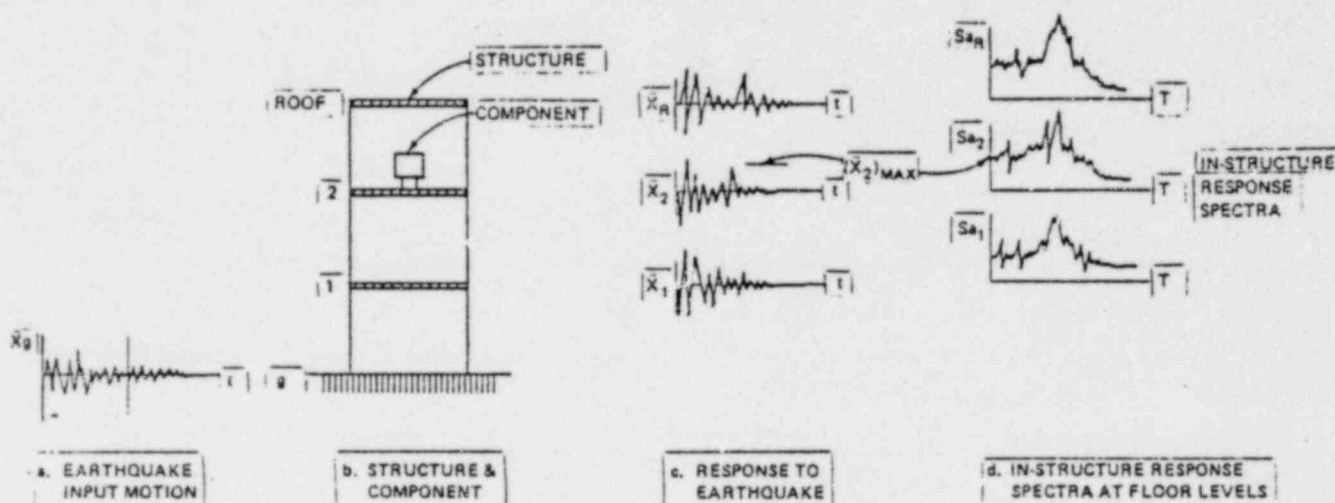 STRUCTURE
COMPONENT
ROOF
2
1
g
Ẍg
t
ẌR
t
Ẍ2
t
Ẍ1
t
(Ẍ2)MAX
SaR
T
Sa2
T
Sa1
T
IN-STRUCTURE
RESPONSE
SPECTRA
a. EARTHQUAKE
INPUT MOTION
b. STRUCTURE &
COMPONENT
c. RESPONSE TO
EARTHQUAKE
d. IN-STRUCTURE RESPONSE
SPECTRA AT FLOOR LEVELS